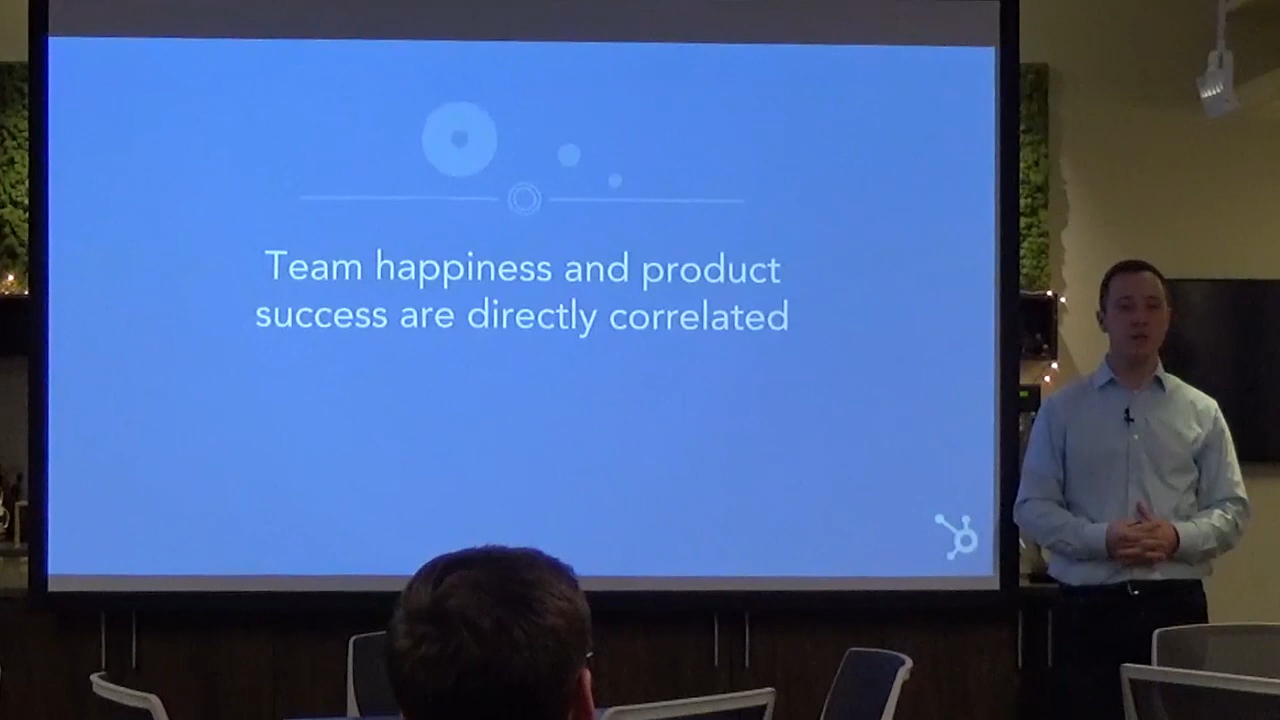 Team happiness and product
success are directly correlated